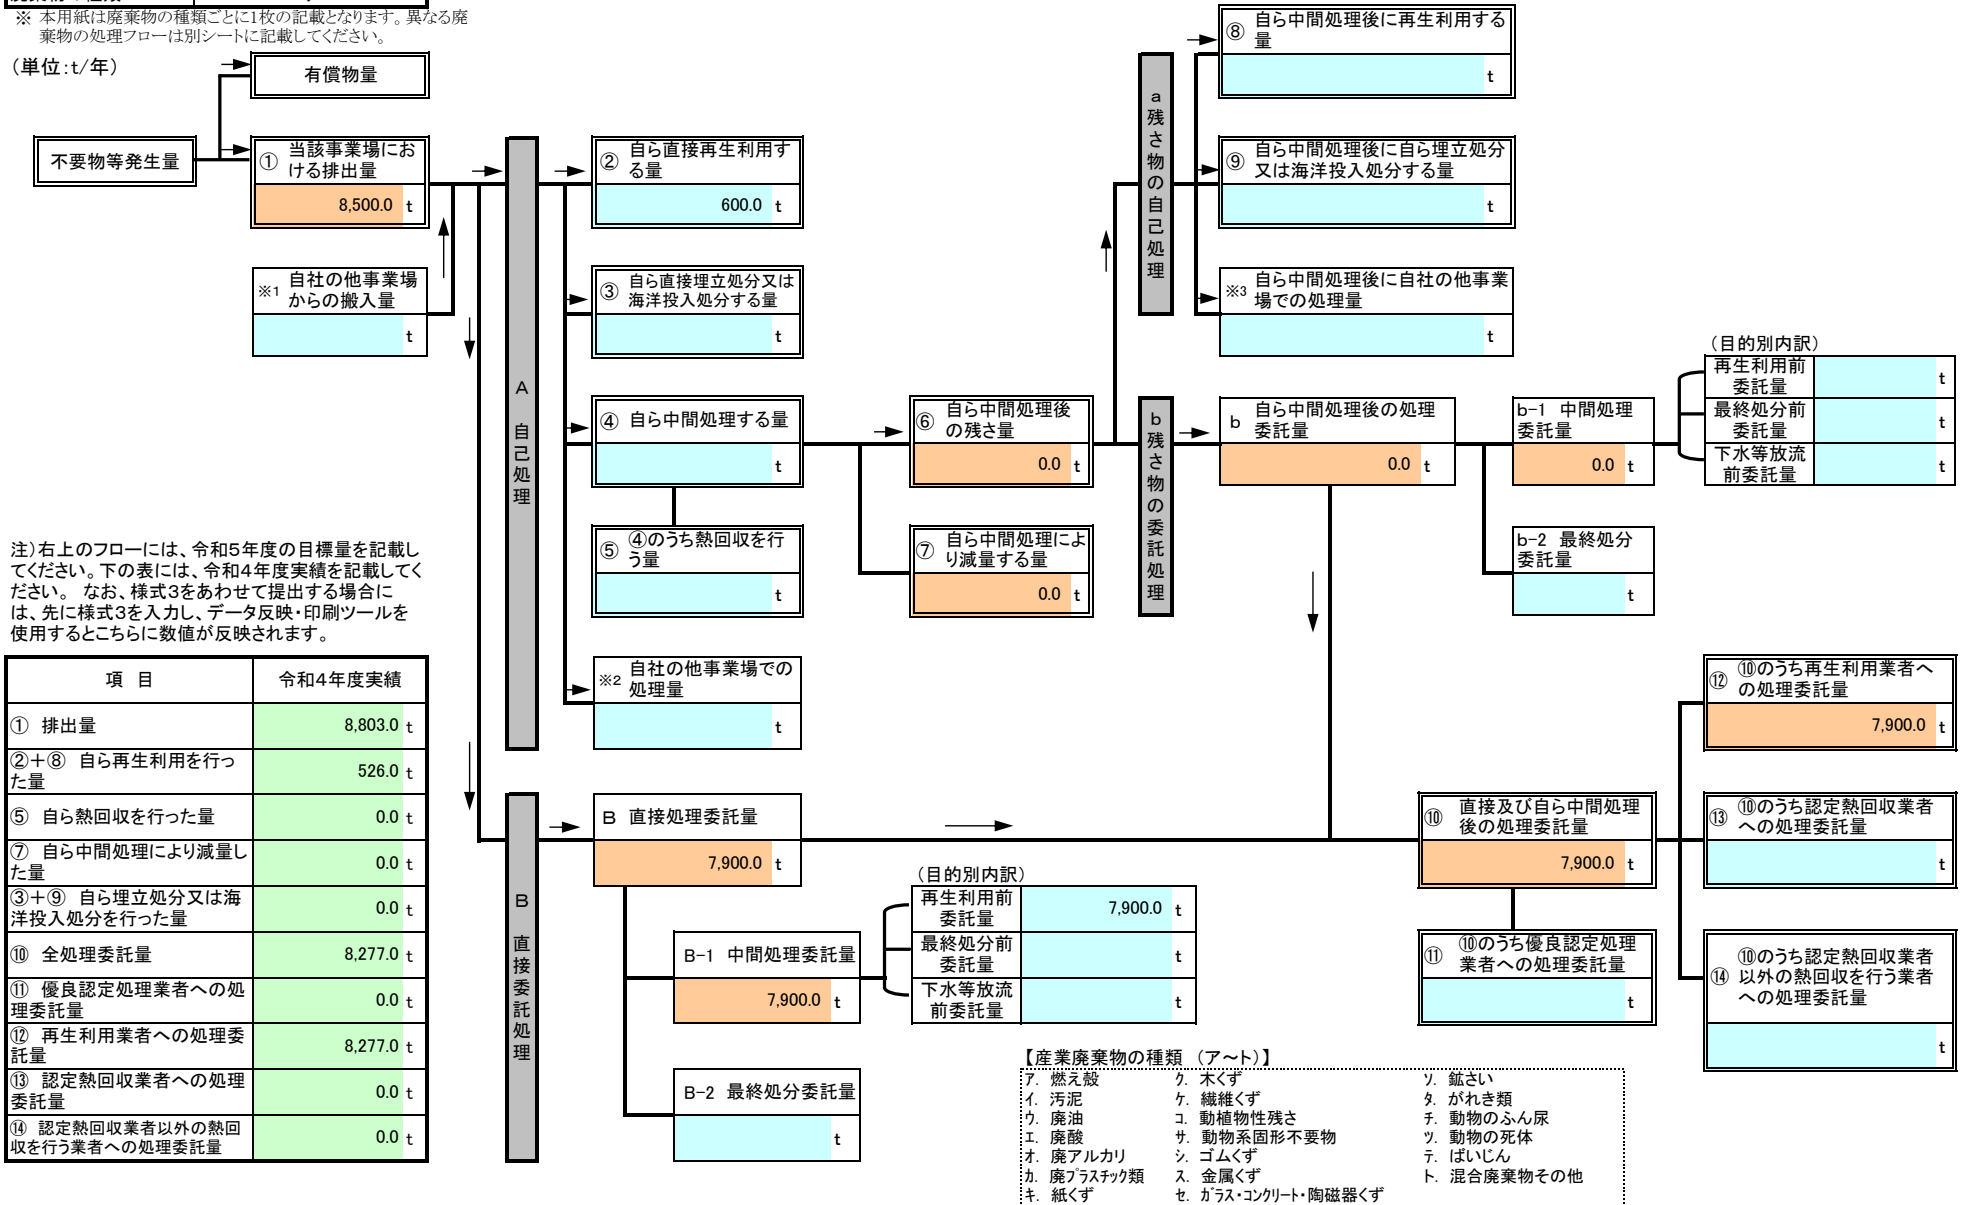 ※ 本用紙は廃棄物の種類ごとに1枚の記載となります。異なる廃
棄物の処理フローは別シートに記載してください。
(単位:t/年)
有償物量
不要物等発生量
① 当該事業場にお
ける排出量
8,500.0 t
※1 自社の他事業場
からの搬入量
t
A 自己処理
② 自ら直接再生利用す
る量
600.0 t
③ 自ら直接埋立処分又は
海洋投入処分する量
t
④ 自ら中間処理する量
t
⑤ ④のうち熱回収を行
う量
t
※2 自社の他事業場での
処理量
t
⑥ 自ら中間処理後
の残さ量
0.0 t
⑦ 自ら中間処理によ
り減量する量
0.0 t
a 残さ物の自己処理
⑧ 自ら中間処理後に再生利用する
量
t
⑨ 自ら中間処理後に自ら埋立処分
又は海洋投入処分する量
t
※3 自ら中間処理後に自社の他事業
場での処理量
t
b 残さ物の委託処理
b 自ら中間処理後の処理
委託量
0.0 t
b-1 中間処理
委託量
0.0 t
b-2 最終処分
委託量
t
(目的別内訳)
再生利用前
委託量
t
最終処分前
委託量
t
下水等放流
前委託量
t
注)右上のフローには、令和5年度の目標量を記載し
てください。下の表には、令和4年度実績を記載してく
ださい。 なお、様式3をあわせて提出する場合に
は、先に様式3を入力し、データ反映・印刷ツールを
使用するとこちらに数値が反映されます。
項 目 令和4年度実績
① 排出量 8,803.0 t
②+⑧ 自ら再生利用を行っ
た量
526.0 t
⑤ 自ら熱回収を行った量 0.0 t
⑦ 自ら中間処理により減量し
た量
0.0 t
③+⑨ 自ら埋立処分又は海
洋投入処分を行った量
0.0 t
⑩ 全処理委託量 8,277.0 t
⑪ 優良認定処理業者への処
理委託量
0.0 t
⑫ 再生利用業者への処理委
託量
8,277.0 t
⑬ 認定熱回収業者への処理
委託量
0.0 t
⑭ 認定熱回収業者以外の熱回
収を行う業者への処理委託量
0.0 t
B 直接委託処理
B 直接処理委託量
7,900.0 t
B-1 中間処理委託量
7,900.0 t
B-2 最終処分委託量
t
(目的別内訳)
再生利用前
委託量
7,900.0 t
最終処分前
委託量
t
下水等放流
前委託量
t
⑩ 直接及び自ら中間処理
後の処理委託量
7,900.0 t
⑪ ⑩のうち優良認定処理
業者への処理委託量
t
⑫ ⑩のうち再生利用業者へ
の処理委託量
7,900.0 t
⑬ ⑩のうち認定熱回収業者
への処理委託量
t
⑭ ⑩のうち認定熱回収業者
以外の熱回収を行う業者
への処理委託量
t
【産業廃棄物の種類 (ア~ト)】
ア. 燃え殻 ク. 木くず ソ. 鉱さい
イ. 汚泥 ケ. 繊維くず タ. がれき類
ウ. 廃油 コ. 動植物性残さ チ. 動物のふん尿
エ. 廃酸 サ. 動物系固形不要物 ツ. 動物の死体
オ. 廃アルカリ シ. ゴムくず テ. ばいじん
カ. 廃プラスチック類 ス. 金属くず ト. 混合廃棄物その他
キ. 紙くず セ. ガラス・コンクリート・陶磁器くず